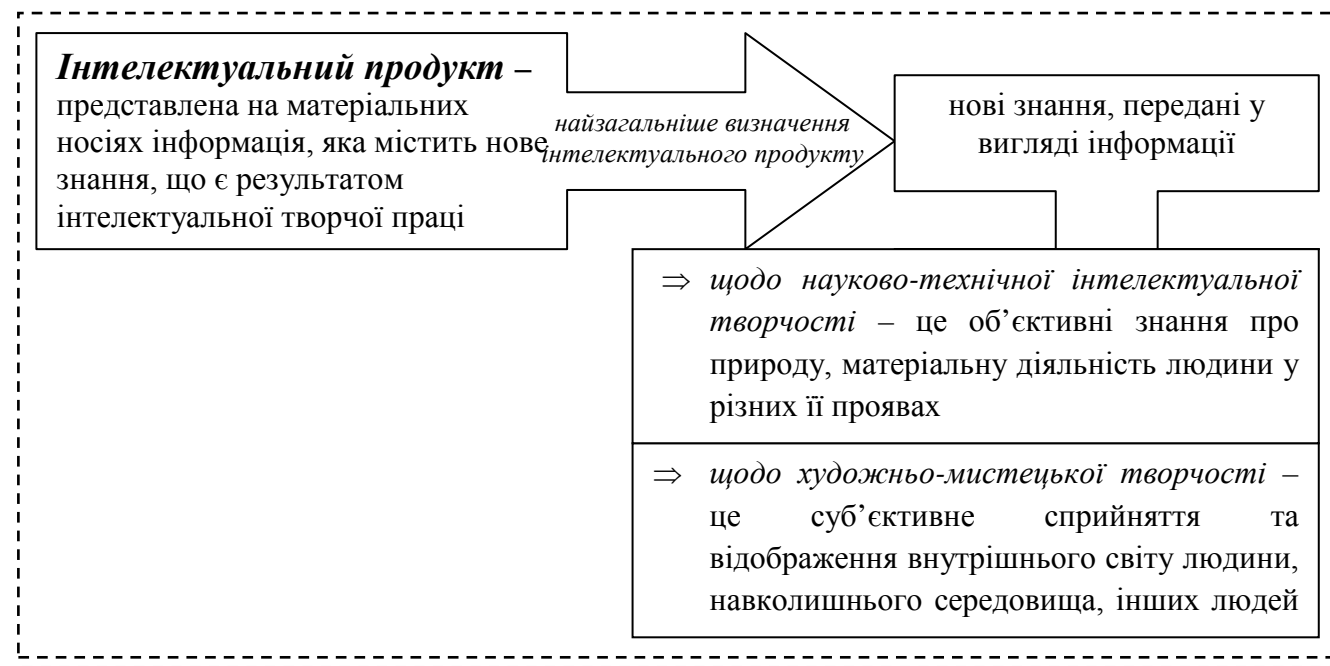 Інтелектуальний продукт –
представлена на матеріальних
носіях інформація, яка містить нове
знання, що є результатом
інтелектуальної творчої праці
найзагальніше визначення
інтелектуального продукту
нові знання, передані у
вигляді інформації
⇒ щодо науково-технічної інтелектуальної
творчості – це об’єктивні знання про
природу, матеріальну діяльність людини у
різних її проявах
⇒ щодо художньо-мистецької творчості –
це суб’єктивне сприйняття та
відображення внутрішнього світу людини,
навколишнього середовища, інших людей